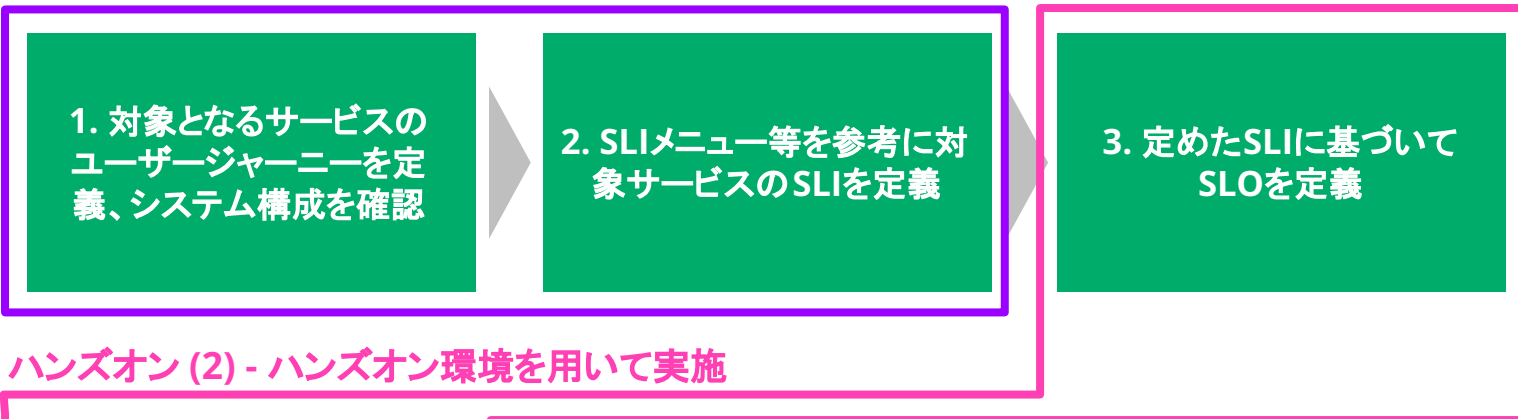 1. 対象となるサービスの
ユーザージャーニーを定
義、システム構成を確認
2. SLIメニュー等を参考に対
象サービスのSLIを定義
3. 定めたSLIに基づいて
SLOを定義
ハンズオン (2) - ハンズオン環境を用いて実施